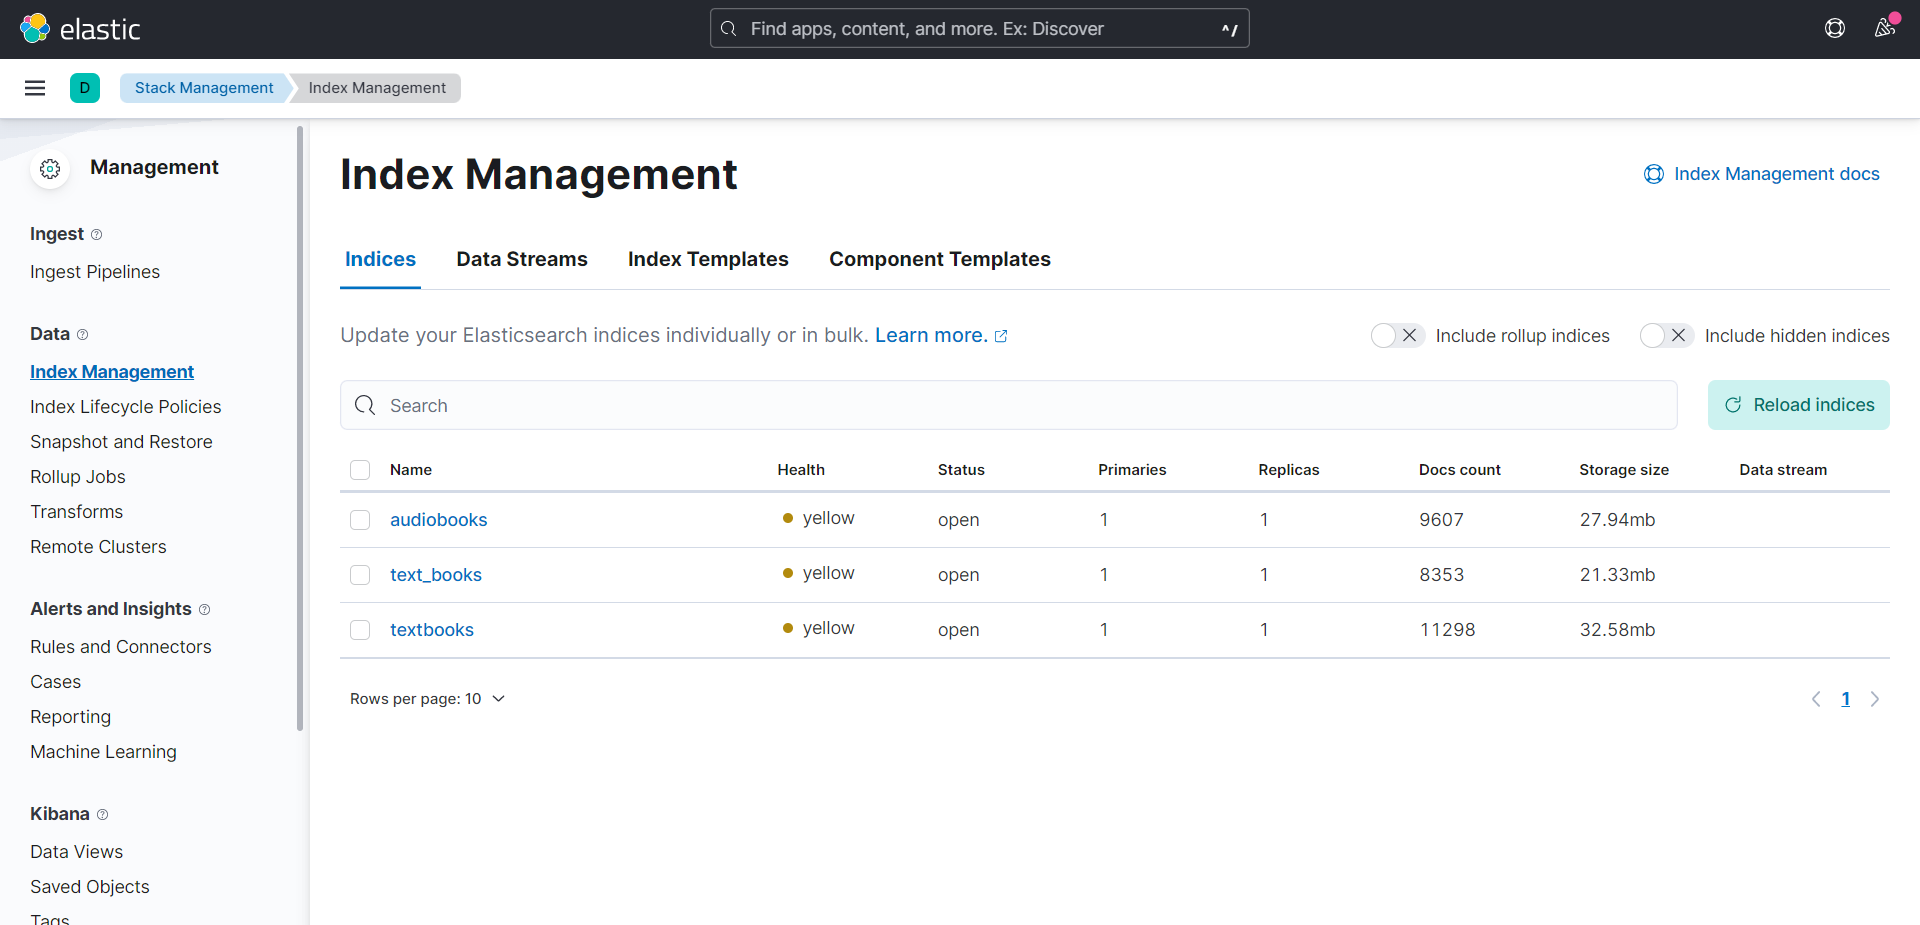 elastic
Find apps, content, and more. Ex: Discover ^/
D Stack Management Index Management
Management
Ingest
Ingest Pipelines
Data
Index Management
Index Lifecycle Policies
Snapshot and Restore
Rollup Jobs
Transforms
Remote Clusters
Alerts and Insights
Rules and Connectors
Cases
Reporting
Machine Learning
Kibana
Data Views
Saved Objects
Tags
Index Management
Index Management docs
Indices Data Streams Index Templates Component Templates
Update your Elasticsearch indices individually or in bulk. Learn more.
Include rollup indices Include hidden indices
Search
Reload indices
Name Health Status Primaries Replicas Docs count Storage size Data stream
audiobooks yellow open 1 1 9607 27.94mb
text_books yellow open 1 1 8353 21.33mb
textbooks yellow open 1 1 11298 32.58mb
Rows per page: 10
1